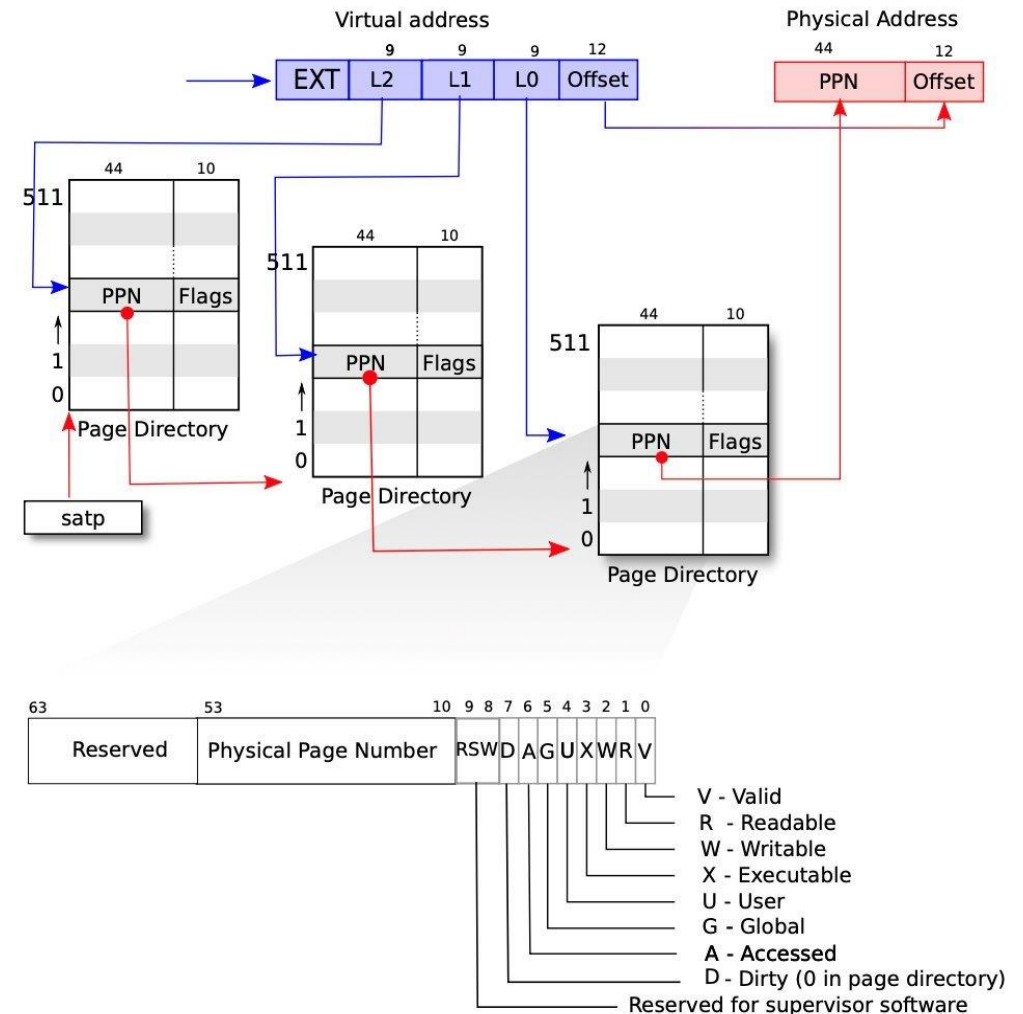 Virtual address
Physical Address
9 9 9 12
44 12
EXT L2 L1 L0 Offset
PPN Offset
44 10
511
PPN Flags
1
0
Page Directory
satp
44 10
511
PPN Flags
1
0
Page Directory
44 10
511
PPN Flags
1
0
Page Directory
63 53 10 9 8 7 6 5 4 3 2 1 0
Reserved Physical Page Number RSW D A G U X W R V
V - Valid
R - Readable
W - Writable
X - Executable
U - User
G - Global
A - Accessed
D - Dirty (0 in page directory)
Reserved for supervisor software